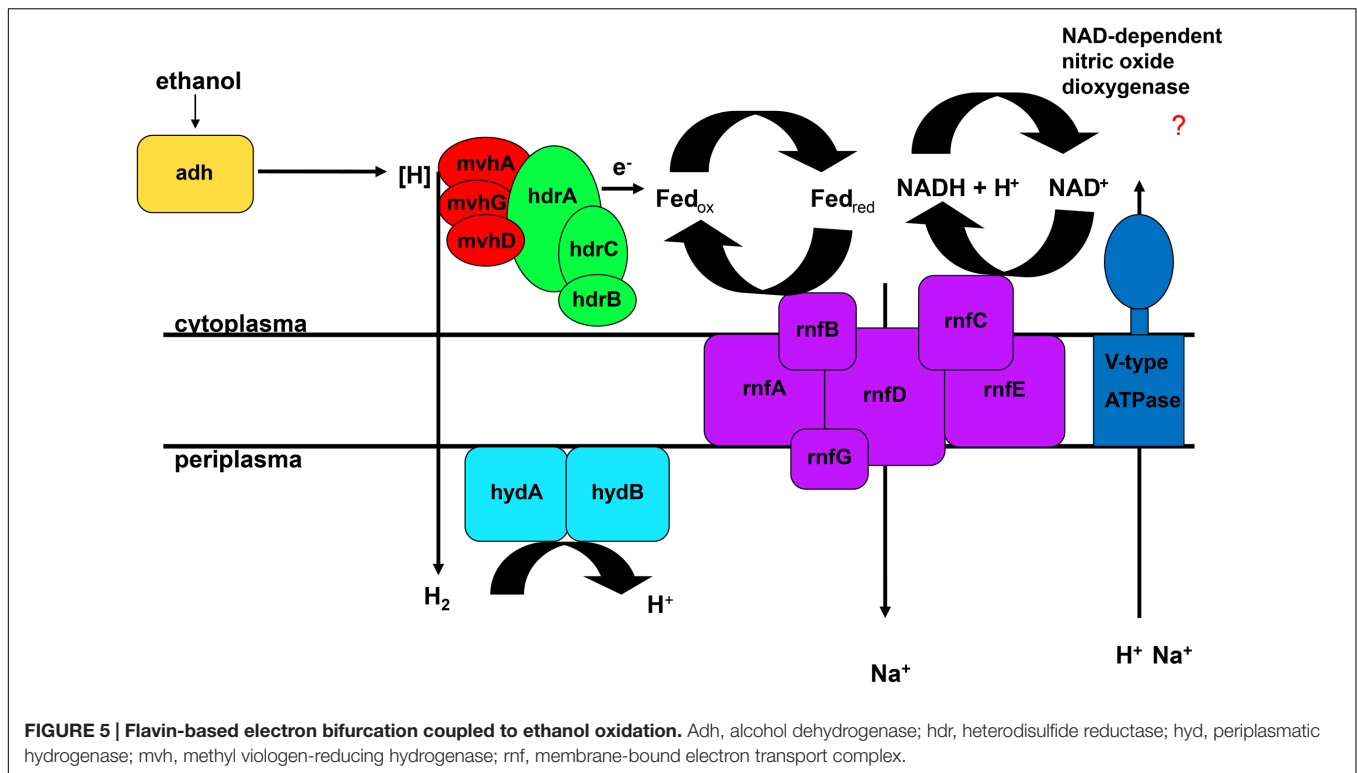 NAD-dependent
nitric oxide
dioxygenase
?
ethanol
adh
[H]
mvhA
mvhG
mvhD
hdrA
hdrC
hdrB
e⁻
Fedox
Fedred
NADH + H⁺
NAD⁺
cytoplasma
rnfB
rnfC
rnfA
rnfD
rnfE
rnfG
V-type
ATPase
periplasma
hydA
hydB
H₂
H⁺
Na⁺
H⁺ Na⁺
FIGURE 5 | Flavin-based electron bifurcation coupled to ethanol oxidation. Adh, alcohol dehydrogenase; hdr, heterodisulfide reductase; hyd, periplasmatic
hydrogenase; mvh, methyl viologen-reducing hydrogenase; rnf, membrane-bound electron transport complex.